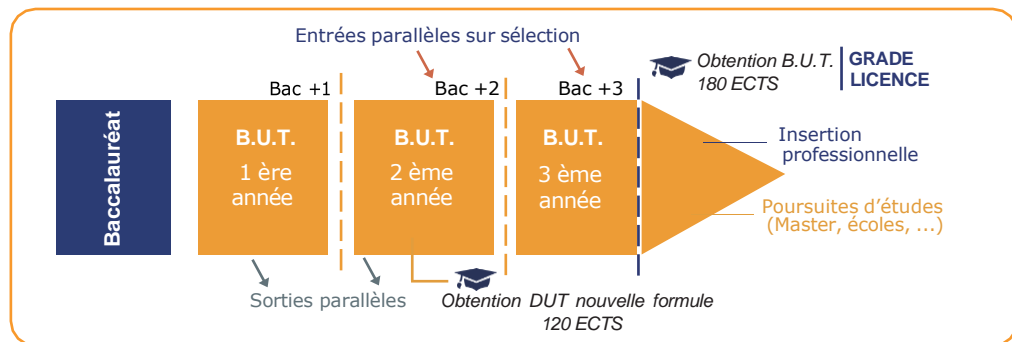 Entrées parallèles sur sélection
Obtention B.U.T.
180 ECTS
GRADE
LICENCE
Bac +1
Bac +2
Bac +3
Baccalauréat
B.U.T.
1 ère
année
B.U.T.
2 ème
année
B.U.T.
3 ème
année
Insertion
professionnelle
Poursuites d’études
(Master, écoles, ...)
Sorties parallèles
Obtention DUT nouvelle formule
120 ECTS